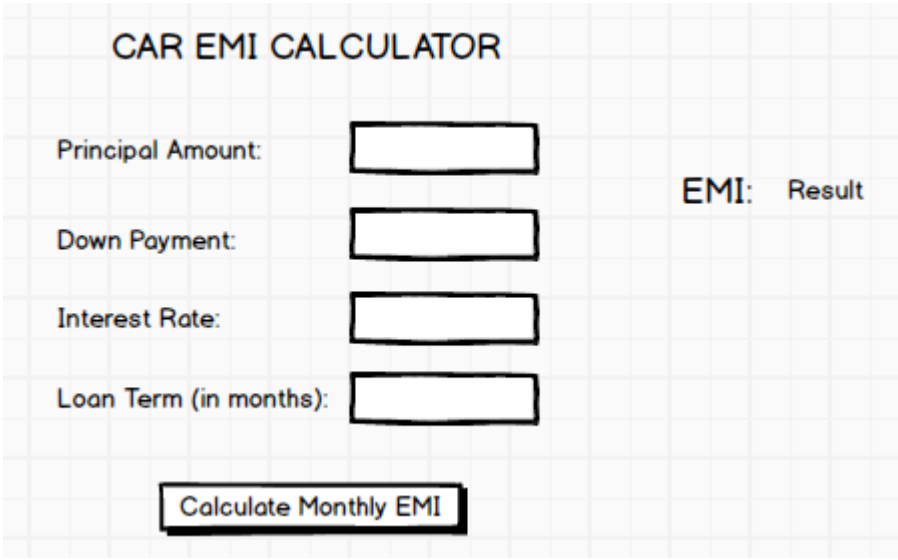 CAR EMI CALCULATOR
Principal Amount:
EMI: Result
Down Payment:
Interest Rate:
Loan Term (in months):
Calculate Monthly EMI